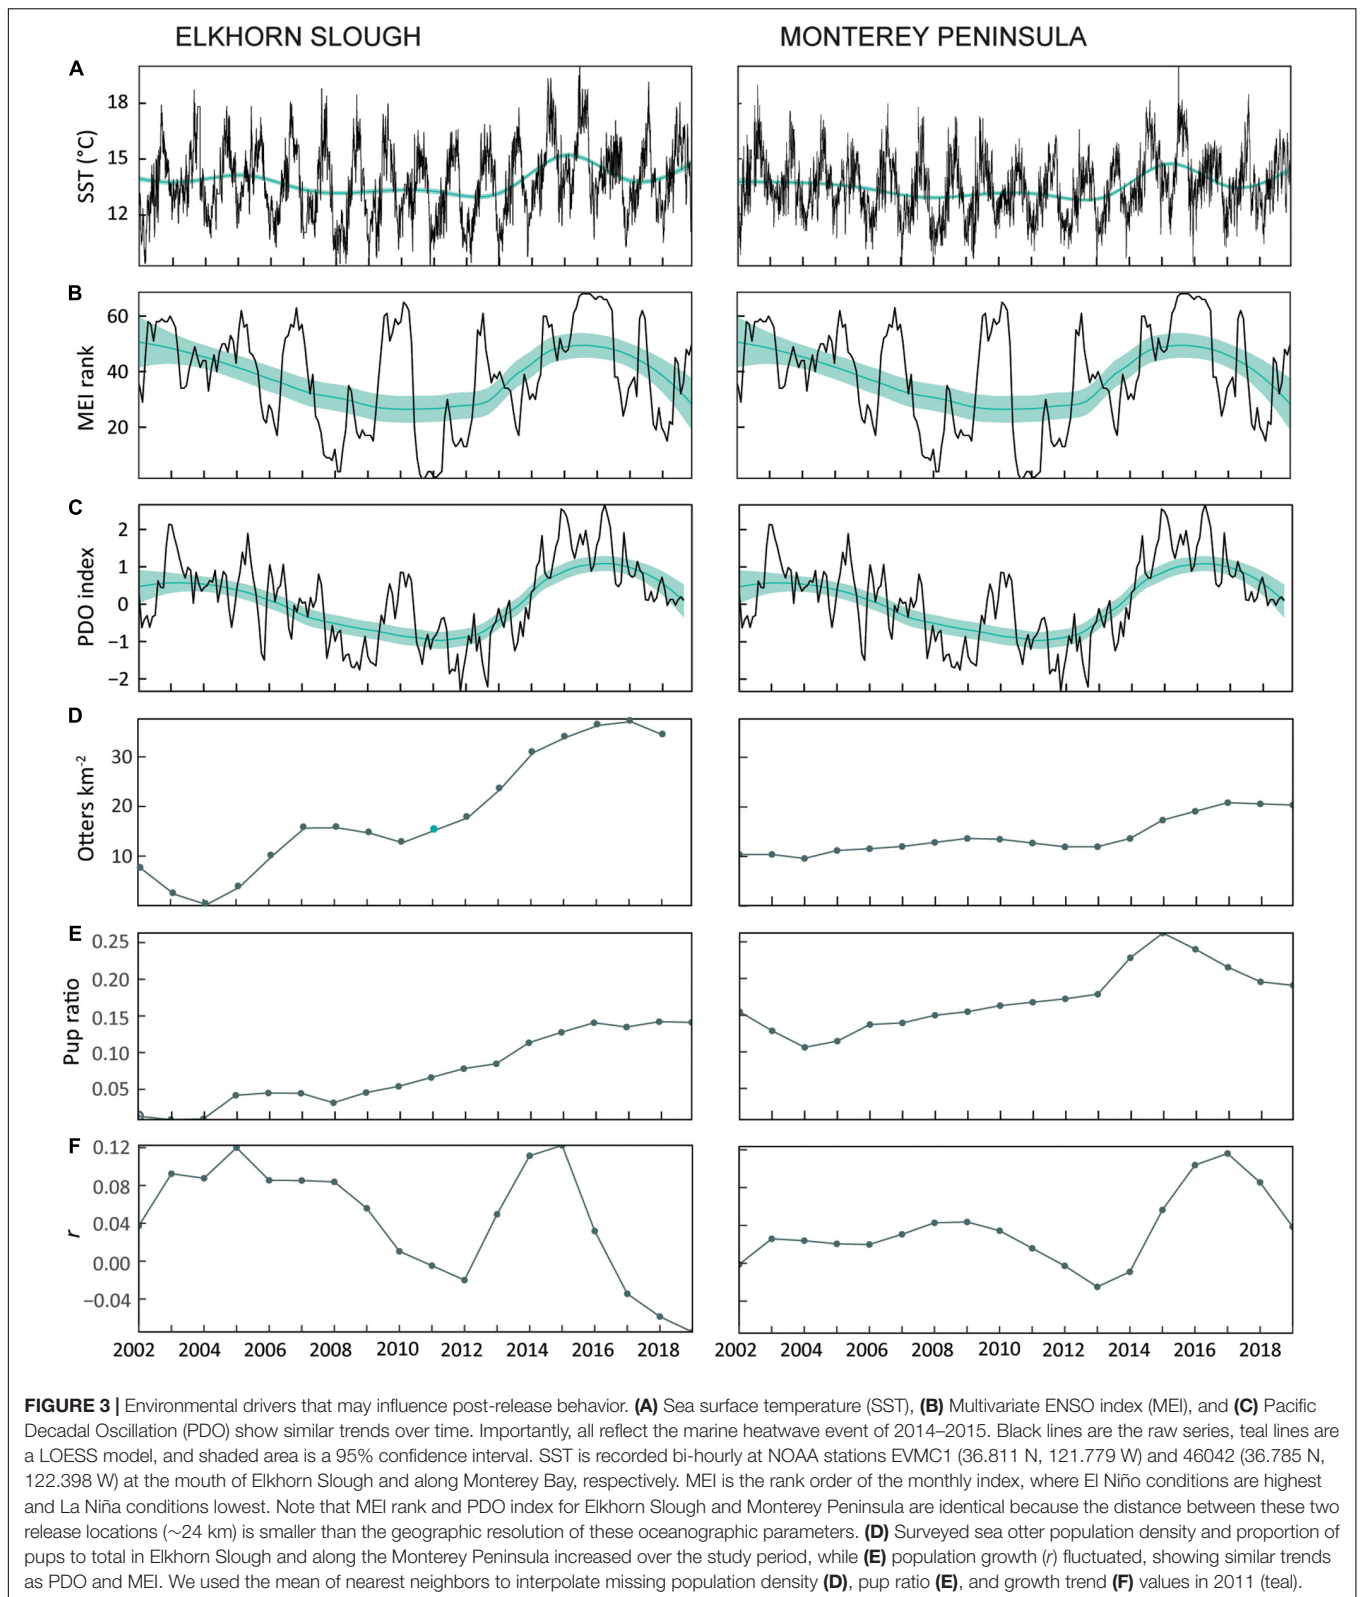 ELKHORN SLOUGH
MONTEREY PENINSULA
A
SST (°C)
18
15
12
B
MEI rank
60
40
20
C
PDO index
2
1
0
−1
−2
D
Otters km-2
30
20
10
E
Pup ratio
0.25
0.20
0.15
0.10
0.05
F
r
0.12
0.08
0.04
0.00
−0.04
2002 2004 2006 2008 2010 2012 2014 2016 2018
2002 2004 2006 2008 2010 2012 2014 2016 2018
FIGURE 3 | Environmental drivers that may influence post-release behavior. (A) Sea surface temperature (SST), (B) Multivariate ENSO index (MEI), and (C) Pacific
Decadal Oscillation (PDO) show similar trends over time. Importantly, all reflect the marine heatwave event of 2014–2015. Black lines are the raw series, teal lines are
a LOESS model, and shaded area is a 95% confidence interval. SST is recorded bi-hourly at NOAA stations EVMC1 (36.811 N, 121.779 W) and 46042 (36.785 N,
122.398 W) at the mouth of Elkhorn Slough and along Monterey Bay, respectively. MEI is the rank order of the monthly index, where El Niño conditions are highest
and La Niña conditions lowest. Note that MEI rank and PDO index for Elkhorn Slough and Monterey Peninsula are identical because the distance between these two
release locations (∼24 km) is smaller than the geographic resolution of these oceanographic parameters. (D) Surveyed sea otter population density and proportion of
pups to total in Elkhorn Slough and along the Monterey Peninsula increased over the study period, while (E) population growth (r) fluctuated, showing similar trends
as PDO and MEI. We used the mean of nearest neighbors to interpolate missing population density (D), pup ratio (E), and growth trend (F) values in 2011 (teal).